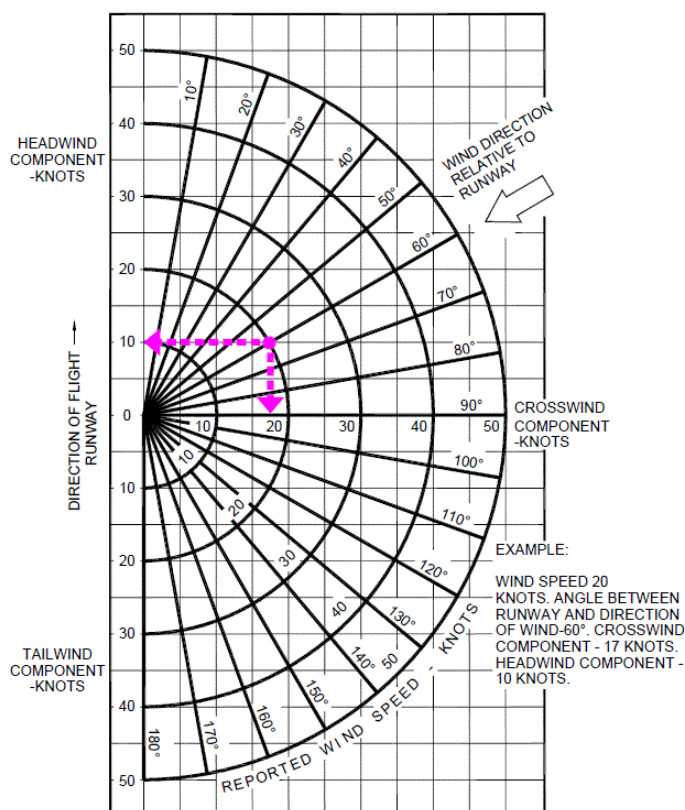 50
40
30
20
10
0
10
20
30
40
50
HEADWIND
COMPONENT
-KNOTS
DIRECTION OF FLIGHT
RUNWAY
TAILWIND
COMPONENT
-KNOTS
10°
20°
30°
40°
50°
60°
70°
80°
90°
100°
110°
120°
130°
140°
150°
160°
170°
180°
WIND DIRECTION
RELATIVE TO
RUNWAY
10
20
30
40
50
CROSSWIND
COMPONENT
-KNOTS
10
20
30
40
50
REPORTED WIND SPEED - KNOTS
EXAMPLE:
WIND SPEED 20
KNOTS. ANGLE BETWEEN
RUNWAY AND DIRECTION
OF WIND-60°. CROSSWIND
COMPONENT - 17 KNOTS.
HEADWIND COMPONENT -
10 KNOTS.